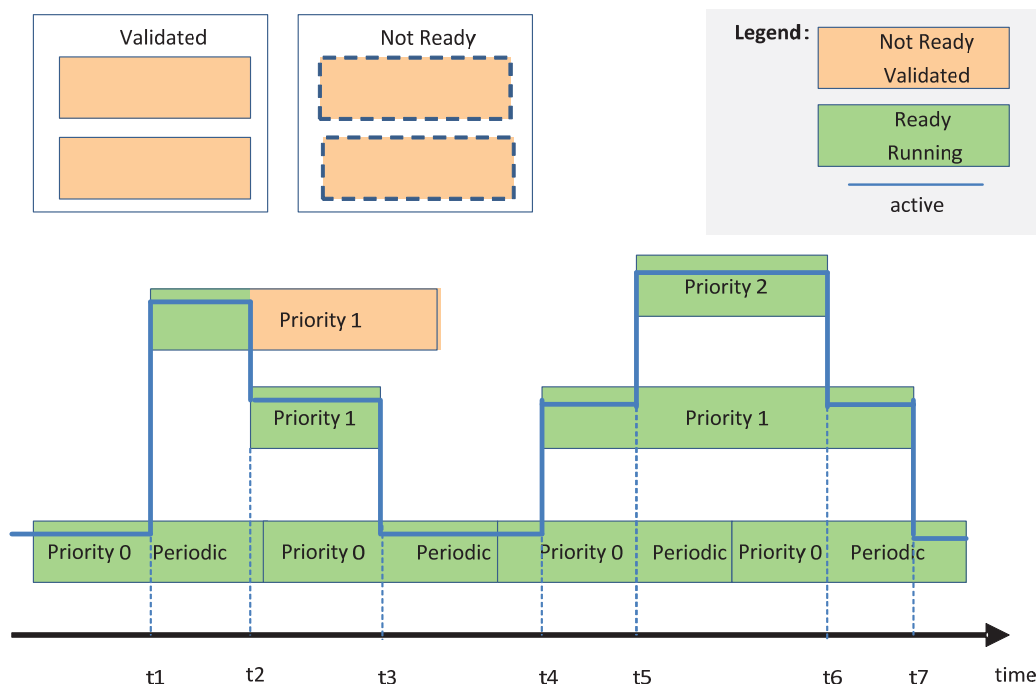 Validated
Not Ready
Legend:
Not Ready
Validated
Ready
Running
active
Priority 2
Priority 1
Priority 1
Priority 1
Priority 0 Periodic Priority 0 Periodic Priority 0 Periodic Priority 0 Periodic
t1 t2 t3 t4 t5 t6 t7 time